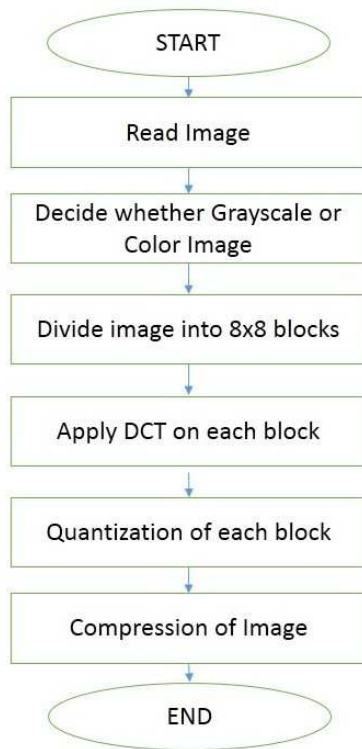 START
Read Image
Decide whether Grayscale or
Color Image
Divide image into 8x8 blocks
Apply DCT on each block
Quantization of each block
Compression of Image
END